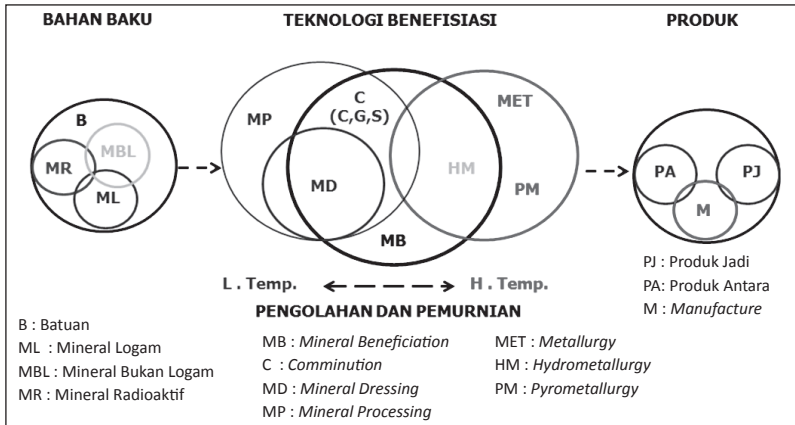 BAHAN BAKU
TEKNOLOGI BENEFISIASI
PRODUK
B
MR
MBL
ML
MP
C
(C,G,S)
MD
MB
HM
MET
PM
PA
PJ
M
L . Temp.
H . Temp.
PENGOLAHAN DAN PEMURNIAN
B : Batuan
ML : Mineral Logam
MBL : Mineral Bukan Logam
MR : Mineral Radioaktif
MB : Mineral Beneficiation
C : Comminution
MD : Mineral Dressing
MP : Mineral Processing
MET : Metallurgy
HM : Hydrometallurgy
PM : Pyrometallurgy
PJ : Produk Jadi
PA: Produk Antara
M : Manufacture